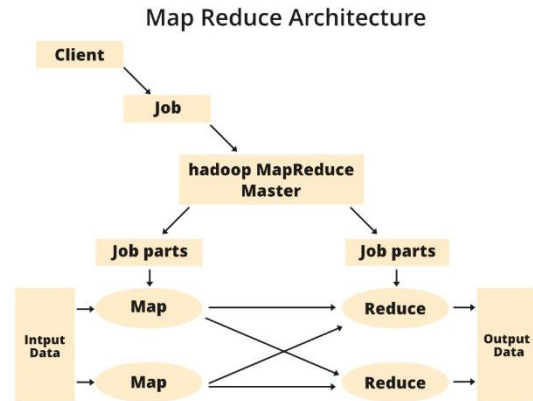 Map Reduce Architecture
Client
Job
hadoop MapReduce
Master
Job parts
Job parts
Map
Reduce
Intput
Data
Output
Data
Map
Reduce